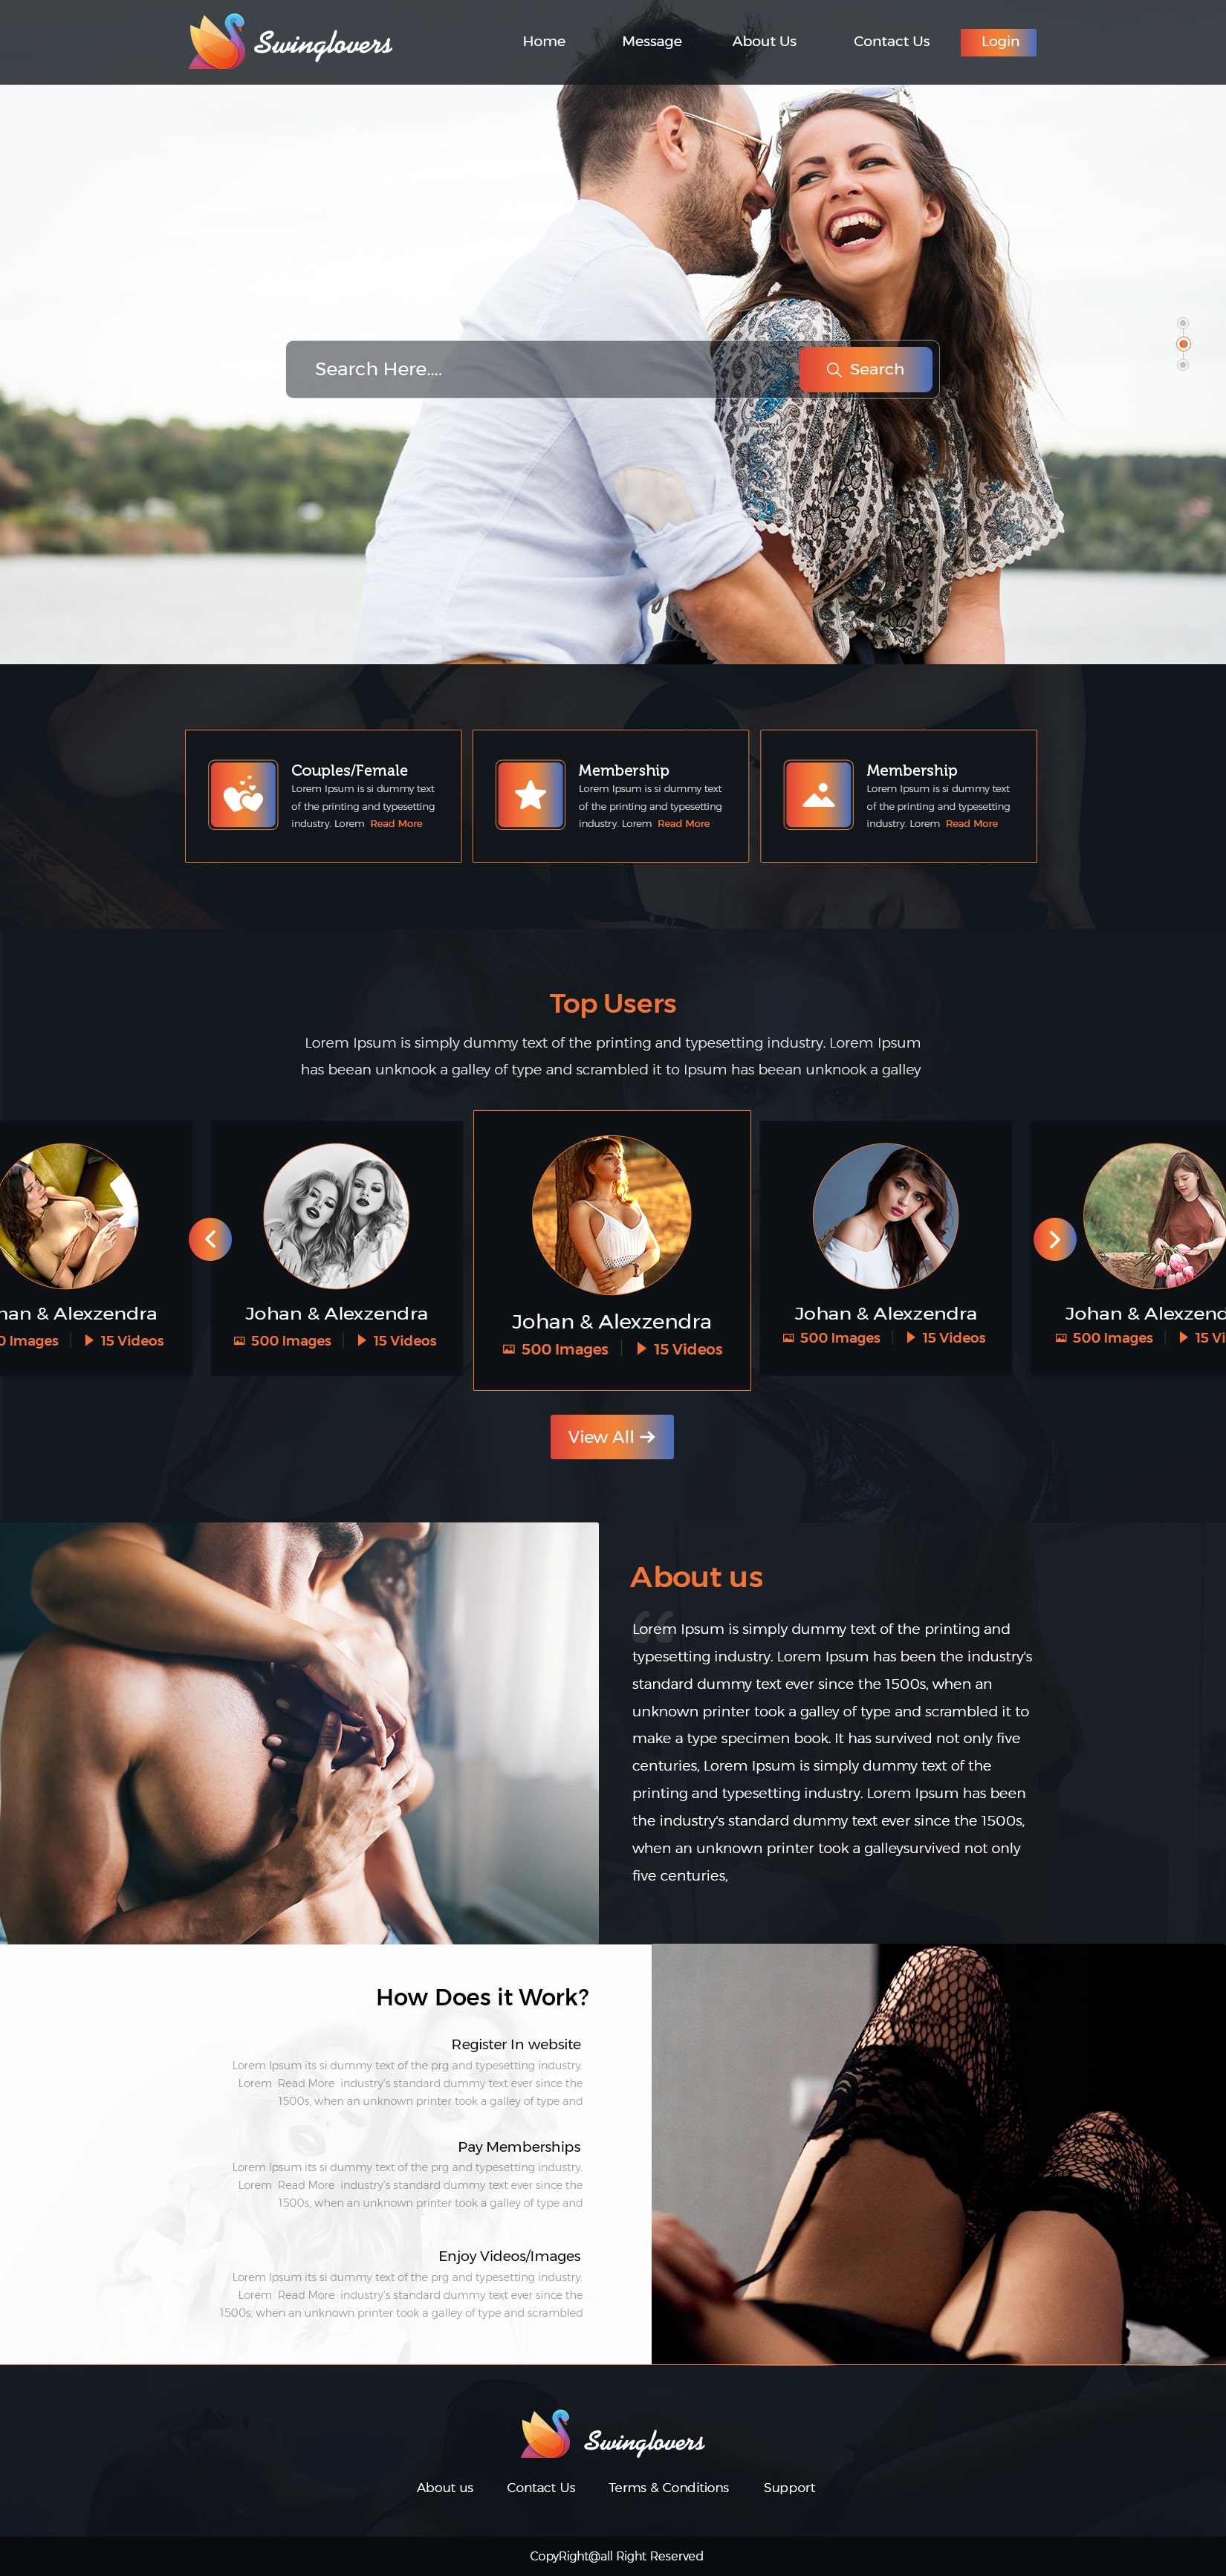 Swinglovers
Home Message About Us Contact Us Login
Search Here.... Search
Couples/Female
Lorem Ipsum is si dummy text
of the printing and typesetting
industry. Lorem Read More
Membership
Lorem Ipsum is si dummy text
of the printing and typesetting
industry. Lorem Read More
Membership
Lorem Ipsum is si dummy text
of the printing and typesetting
industry. Lorem Read More
Top Users
Lorem Ipsum is simply dummy text of the printing and typesetting industry. Lorem Ipsum
has beean unknook a galley of type and scrambled it to Ipsum has beean unknook a galley
han & Alexzendra
0 Images 15 Videos
Johan & Alexzendra
500 Images 15 Videos
Johan & Alexzendra
500 Images 15 Videos
Johan & Alexzendra
500 Images 15 Videos
Johan & Alexzend
500 Images 15 Vi
View All
About us
Lorem Ipsum is simply dummy text of the printing and
typesetting industry. Lorem Ipsum has been the industry's
standard dummy text ever since the 1500s, when an
unknown printer took a galley of type and scrambled it to
make a type specimen book. It has survived not only five
centuries, Lorem Ipsum is simply dummy text of the
printing and typesetting industry. Lorem Ipsum has been
the industry's standard dummy text ever since the 1500s,
when an unknown printer took a galleysurvived not only
five centuries,
How Does it Work?
Register In website
Lorem Ipsum its si dummy text of the prg and typesetting industry.
Lorem Read More industry's standard dummy text ever since the
1500s, when an unknown printer took a galley of type and
Pay Memberships
Lorem Ipsum its si dummy text of the prg and typesetting industry.
Lorem Read More industry's standard dummy text ever since the
1500s, when an unknown printer took a galley of type and
Enjoy Videos/Images
Lorem Ipsum its si dummy text of the prg and typesetting industry.
Lorem Read More industry's standard dummy text ever since the
1500s, when an unknown printer took a galley of type and scrambled
Swinglovers
About us Contact Us Terms & Conditions Support
CopyRight@all Right Reserved